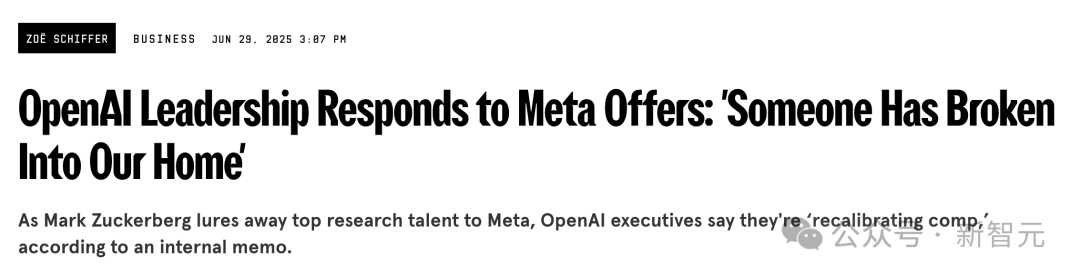 ZOË SCHIFFER BUSINESS JUN 29, 2025 3:07 PM
OpenAI Leadership Responds to Meta Offers: ‘Someone Has Broken
Into Our Home’
As Mark Zuckerberg lures away top research talent to Meta, OpenAI executives say they're ‘recalibrating comp,’
according to an internal memo.
公众号 · 新智元